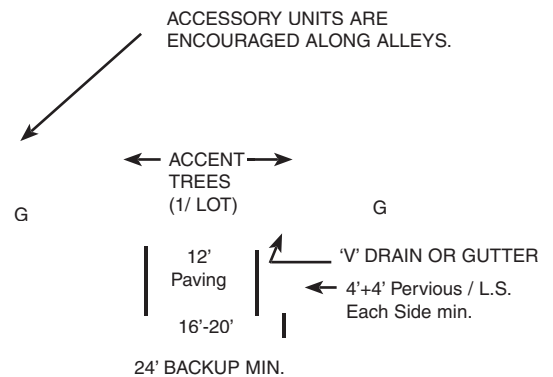 ACCESSORY UNITS ARE
ENCOURAGED ALONG ALLEYS.
ACCENT
TREES
(1/ LOT)
G
G
12’
Paving
‘V’ DRAIN OR GUTTER
4’+4’ Pervious / L.S.
Each Side min.
16’-20’
24’ BACKUP MIN.